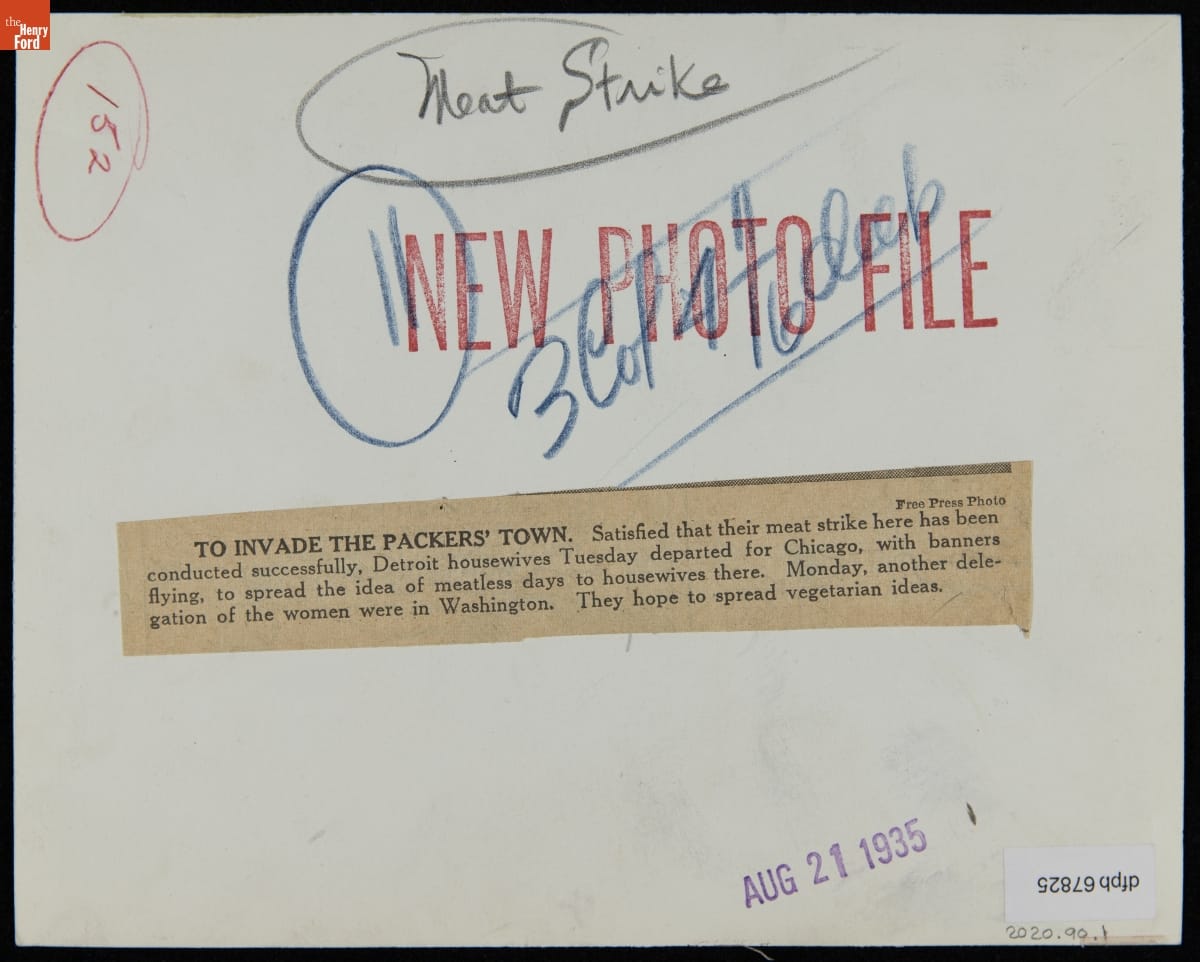 the
Henry
Ford
152
Meat Strike
NEW PHOTO FILE
3 Col
Free Press Photo
TO INVADE THE PACKERS' TOWN. Satisfied that their meat strike here has been
conducted successfully, Detroit housewives Tuesday departed for Chicago, with banners
flying, to spread the idea of meatless days to housewives there. Monday, another dele-
gation of the women were in Washington. They hope to spread vegetarian ideas.
AUG 21 1935
dfph 67825
2020.90.1